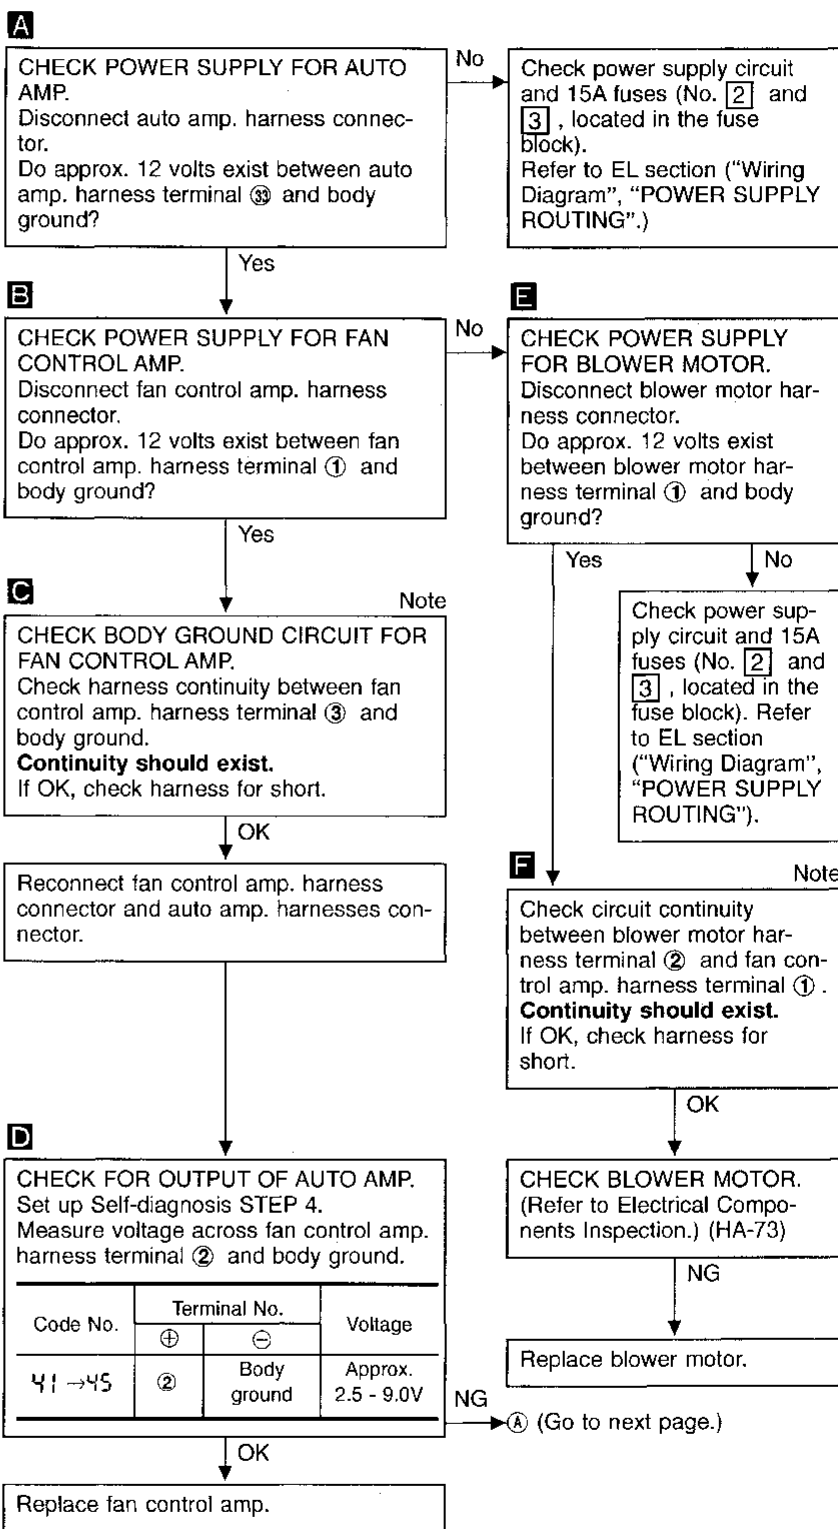 A
CHECK POWER SUPPLY FOR AUTO
AMP.
Disconnect auto amp. harness connec-
tor.
Do approx. 12 volts exist between auto
amp. harness terminal ㉝ and body
ground?
No
Check power supply circuit
and 15A fuses (No. 2 and
3 , located in the fuse
block).
Refer to EL section ("Wiring
Diagram", "POWER SUPPLY
ROUTING".)
Yes
B
CHECK POWER SUPPLY FOR FAN
CONTROL AMP.
Disconnect fan control amp. harness
connector.
Do approx. 12 volts exist between fan
control amp. harness terminal ① and
body ground?
No
E
CHECK POWER SUPPLY
FOR BLOWER MOTOR.
Disconnect blower motor har-
ness connector.
Do approx. 12 volts exist
between blower motor har-
ness terminal ① and body
ground?
Yes
Yes
No
C
Note
CHECK BODY GROUND CIRCUIT FOR
FAN CONTROL AMP.
Check harness continuity between fan
control amp. harness terminal ③ and
body ground.
Continuity should exist.
If OK, check harness for short.
Check power sup-
ply circuit and 15A
fuses (No. 2 and
3 , located in the
fuse block). Refer
to EL section
("Wiring Diagram",
"POWER SUPPLY
ROUTING").
OK
Reconnect fan control amp. harness
connector and auto amp. harnesses con-
nector.
F
Note
Check circuit continuity
between blower motor har-
ness terminal ② and fan con-
trol amp. harness terminal ① .
Continuity should exist.
If OK, check harness for
short.
OK
D
CHECK FOR OUTPUT OF AUTO AMP.
Set up Self-diagnosis STEP 4.
Measure voltage across fan control amp.
harness terminal ② and body ground.
Code No. Terminal No. Voltage
⊕ ⊖
41 →45 ② Body ground Approx. 2.5 - 9.0V
CHECK BLOWER MOTOR.
(Refer to Electrical Compo-
nents Inspection.) (HA-73)
NG
Replace blower motor.
NG
Ⓐ (Go to next page.)
OK
Replace fan control amp.